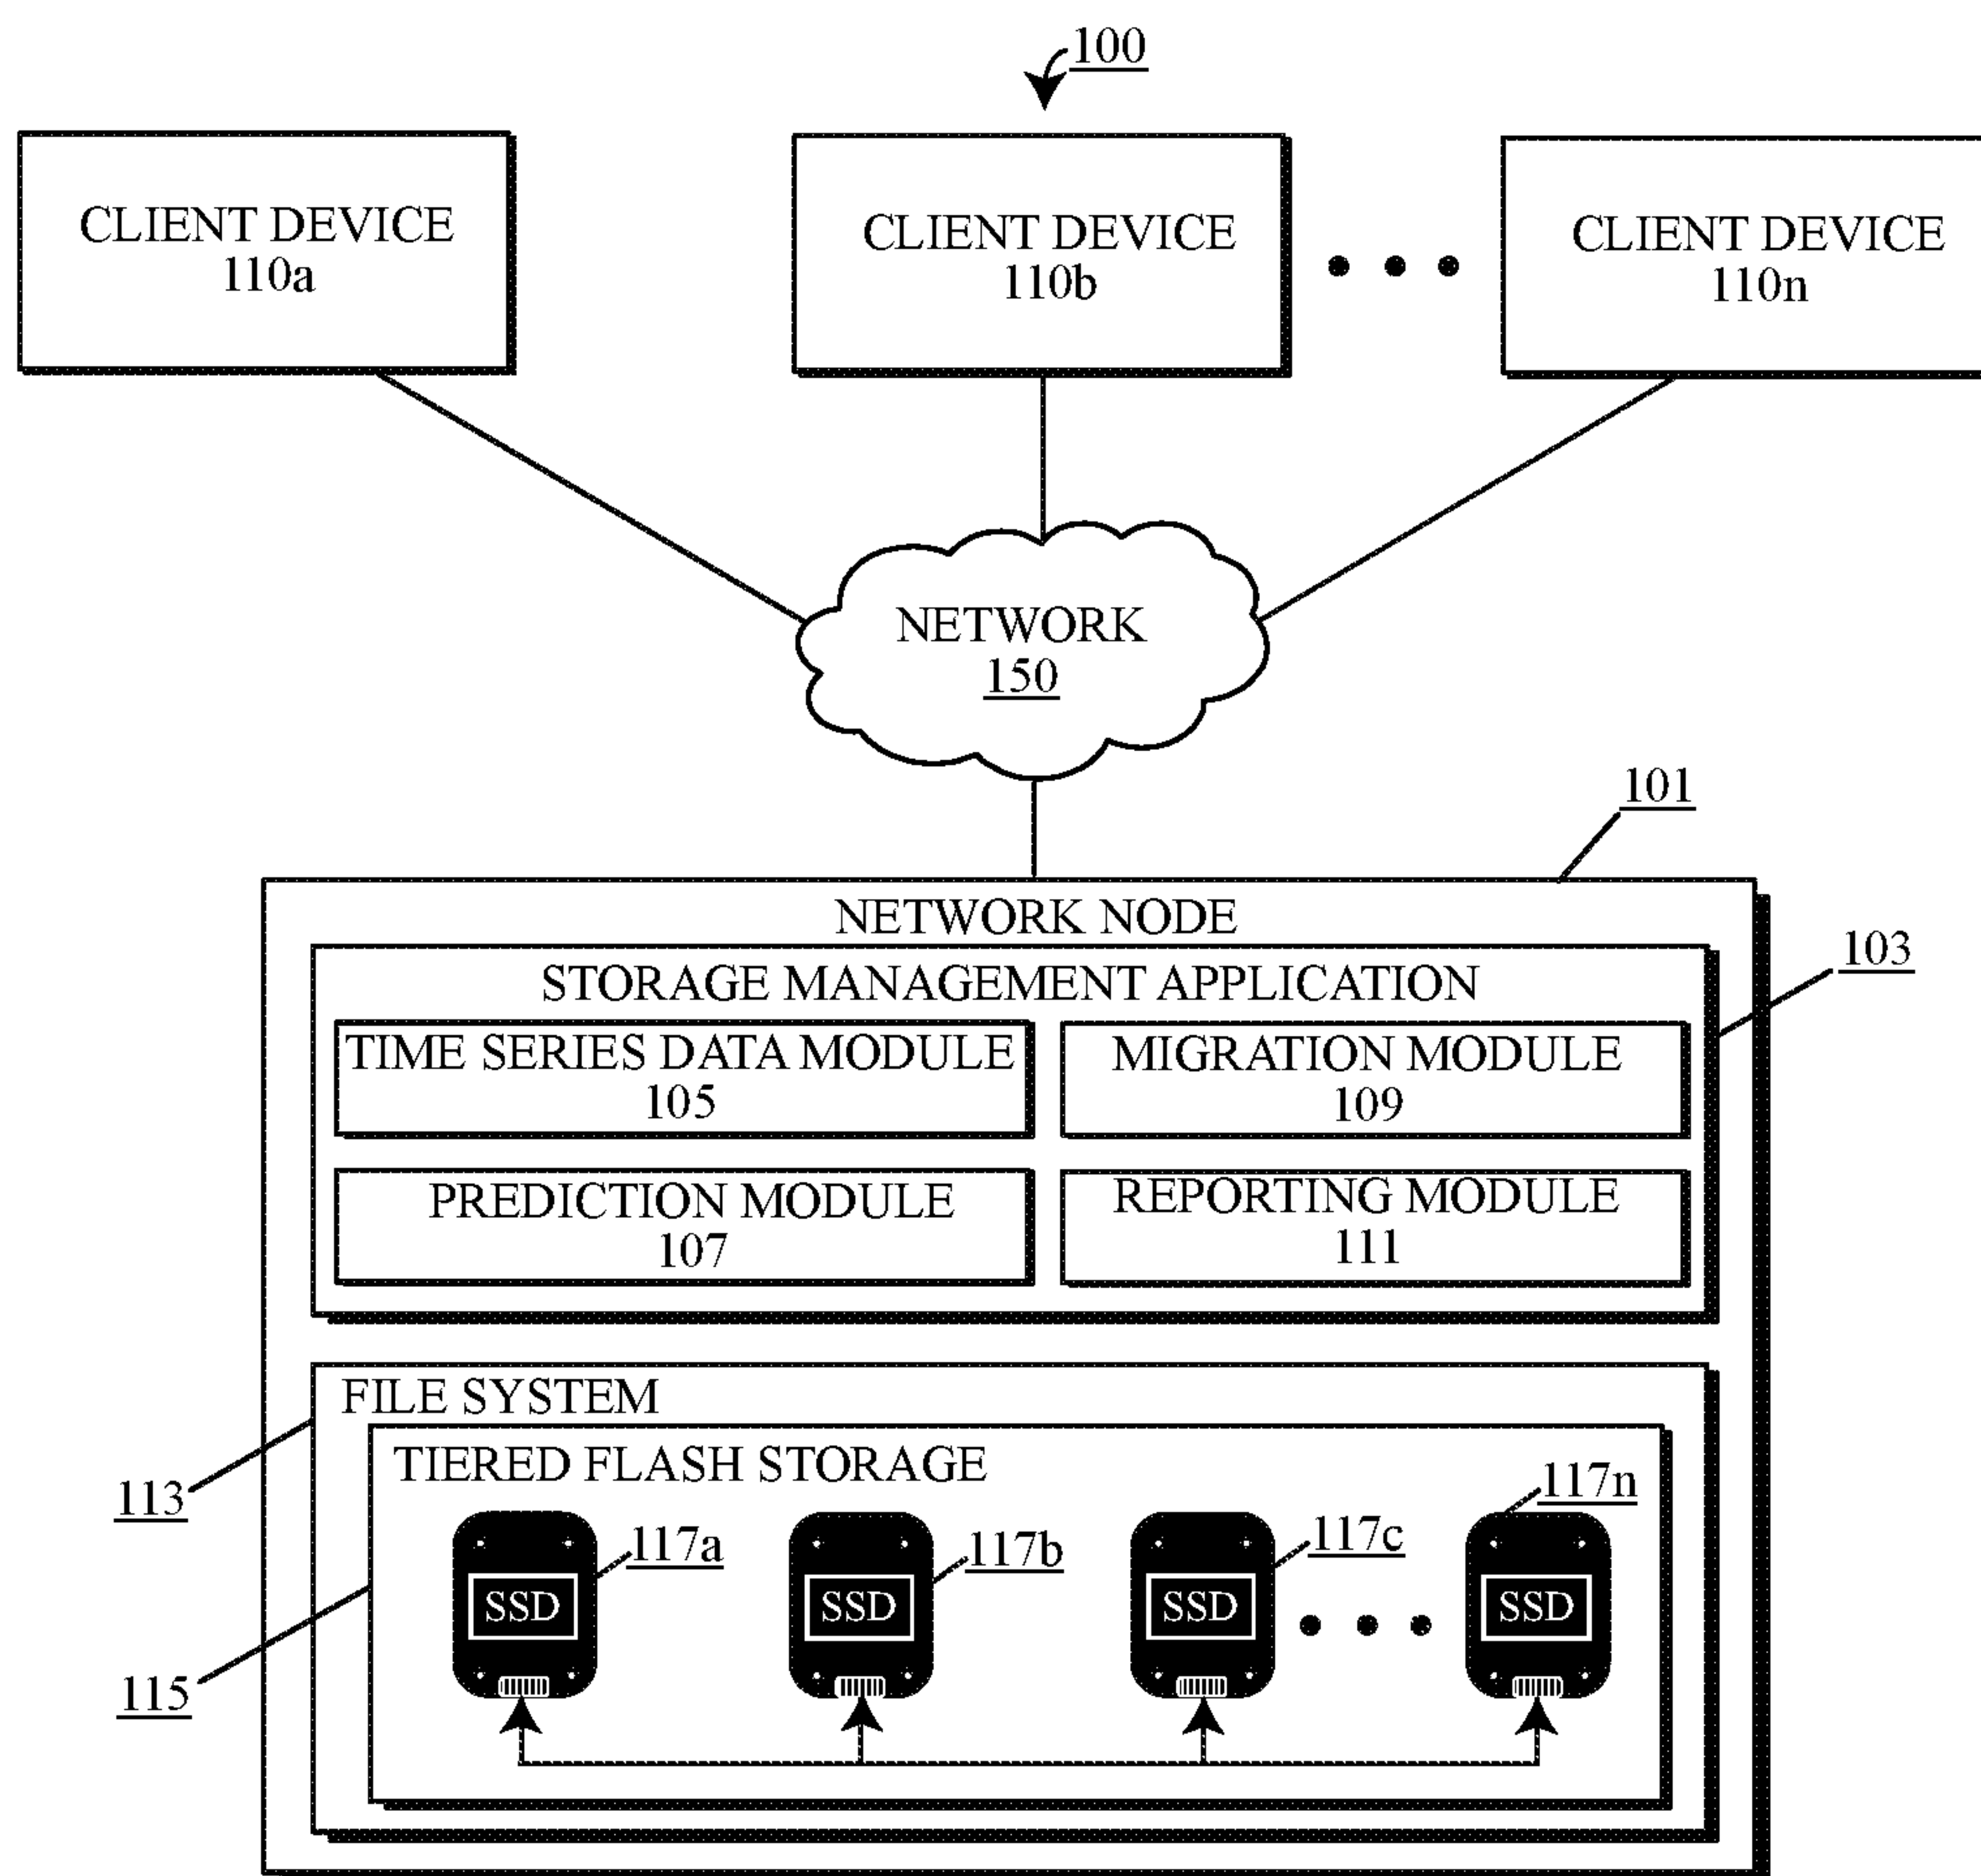 100
CLIENT DEVICE
110a
CLIENT DEVICE
110b
CLIENT DEVICE
110n
NETWORK
150
101
NETWORK NODE
103
STORAGE MANAGEMENT APPLICATION
TIME SERIES DATA MODULE
105
MIGRATION MODULE
109
PREDICTION MODULE
107
REPORTING MODULE
111
FILE SYSTEM
113
TIERED FLASH STORAGE
115
117a
117b
117c
117n
SSD
SSD
SSD
SSD